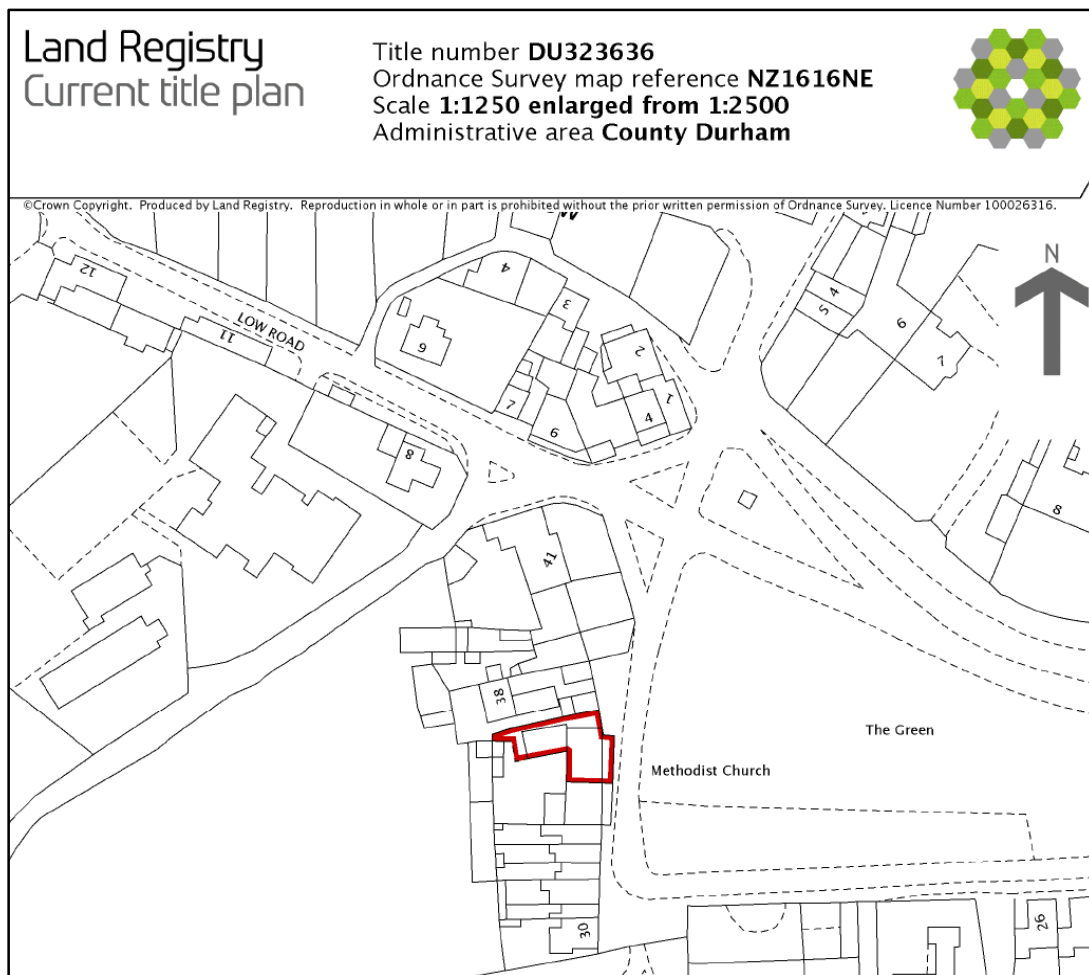 Land Registry
Current title plan
Title number DU323636
Ordnance Survey map reference NZ1616NE
Scale 1:1250 enlarged from 1:2500
Administrative area County Durham
©Crown Copyright. Produced by Land Registry. Reproduction in whole or in part is prohibited without the prior written permission of Ordnance Survey. Licence Number 100026316.
N
12
LOW ROAD
11
4
3
9
2
1
4
7
6
8
4
5
6
7
8
41
38
The Green
Methodist Church
30
26